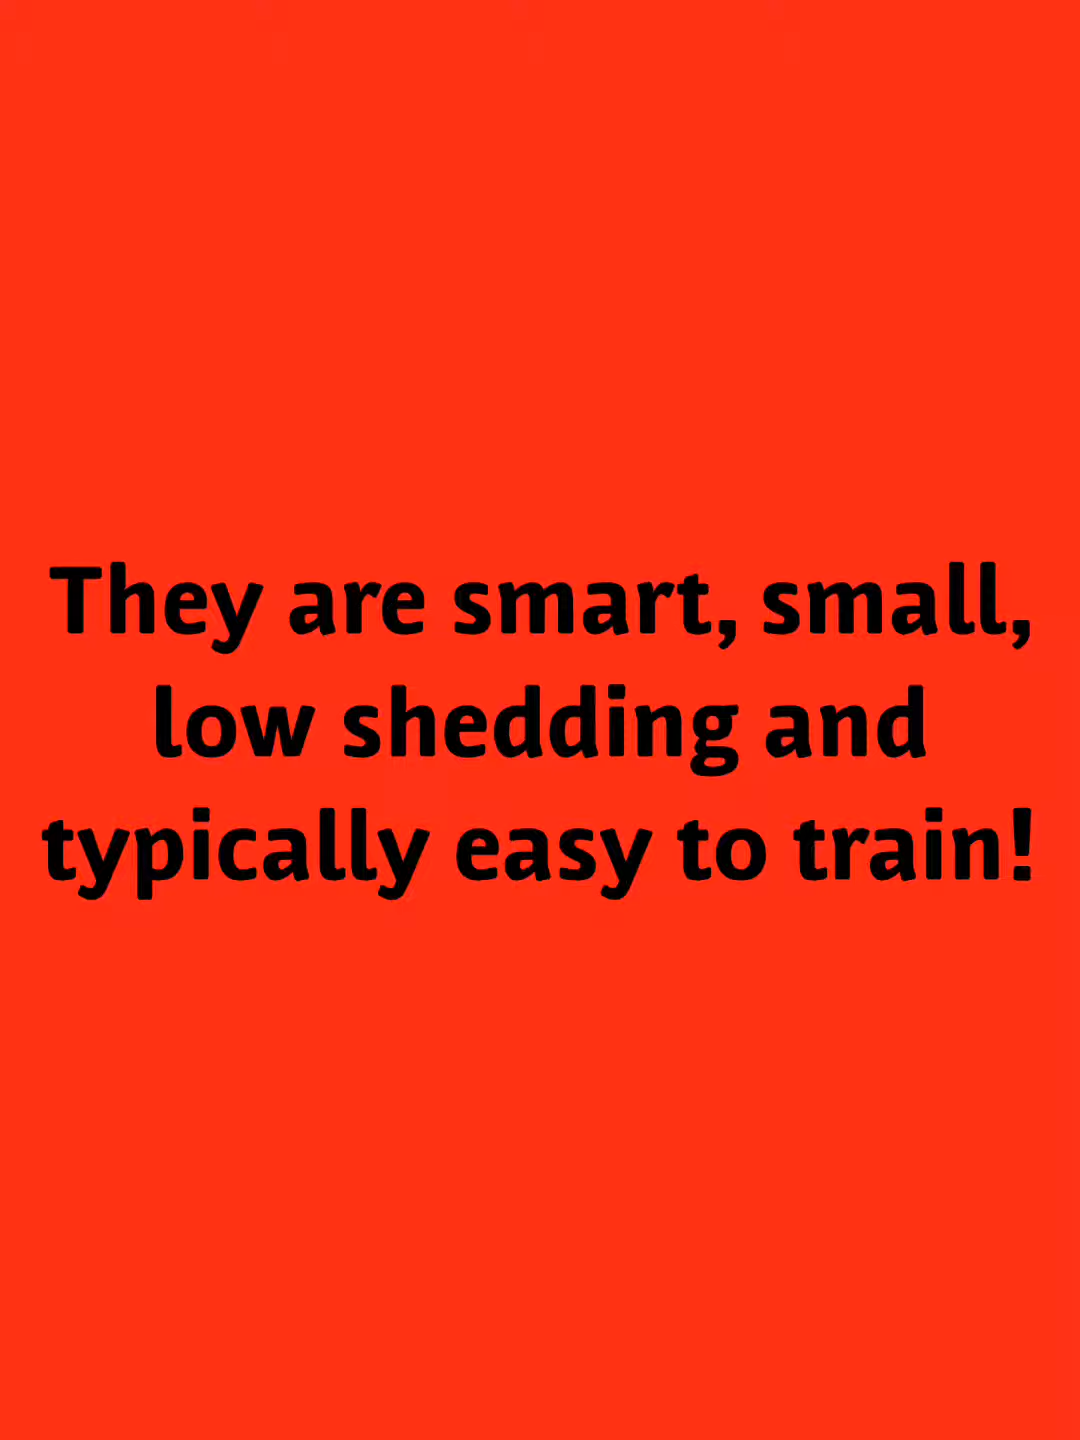 They are smart, small,
low shedding and
typically easy to train!